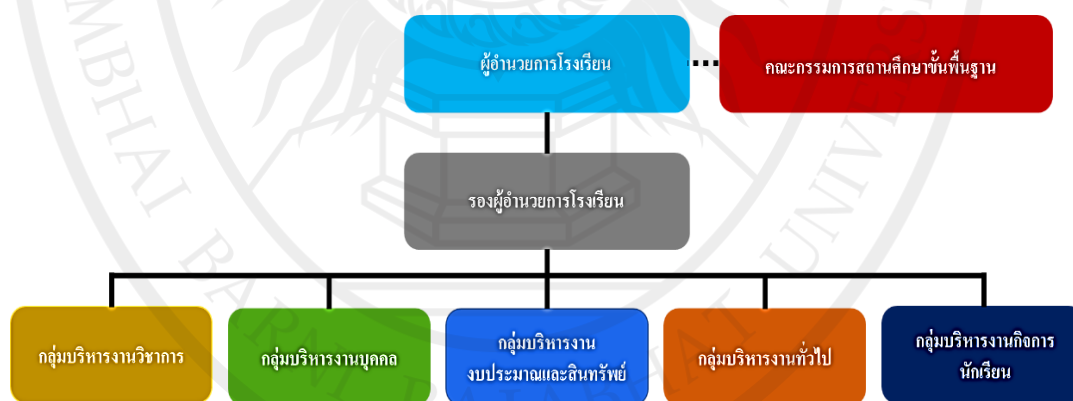 ผู้อำนวยการโรงเรียน
คณะกรรมการสถานศึกษาขั้นพื้นฐาน
รองผู้อำนวยการโรงเรียน
กลุ่มบริหารงานวิชาการ
กลุ่มบริหารงานบุคคล
กลุ่มบริหารงาน
งบประมาณและสินทรัพย์
กลุ่มบริหารงานทั่วไป
กลุ่มบริหารงานกิจการ
นักเรียน
MBHAI BARNI RAJABHAT UNIVERS